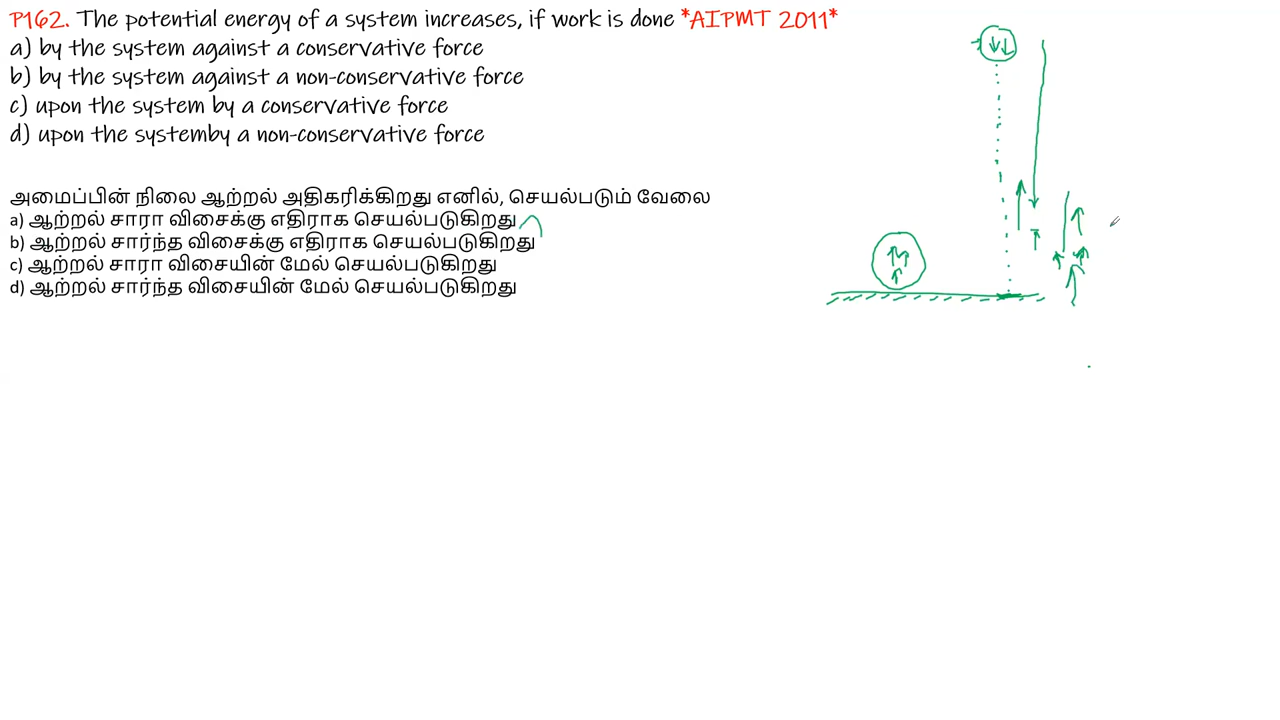 P162. The potential energy of a system increases, if work is done *AIPMT 2011*
a) by the system against a conservative force
b) by the system against a non-conservative force
c) upon the system by a conservative force
d) upon the systemby a non-conservative force
அமைப்பின் நிலை ஆற்றல் அதிகரிக்கிறது எனில், செயல்படும் வேலை
a) ஆற்றல் சாரா விசைக்கு எதிராக செயல்படுகிறது
b) ஆற்றல் சார்ந்த விசைக்கு எதிராக செயல்படுகிறது
c) ஆற்றல் சாரா விசையின் மேல் செயல்படுகிறது
d) ஆற்றல் சார்ந்த விசையின் மேல் செயல்படுகிறது